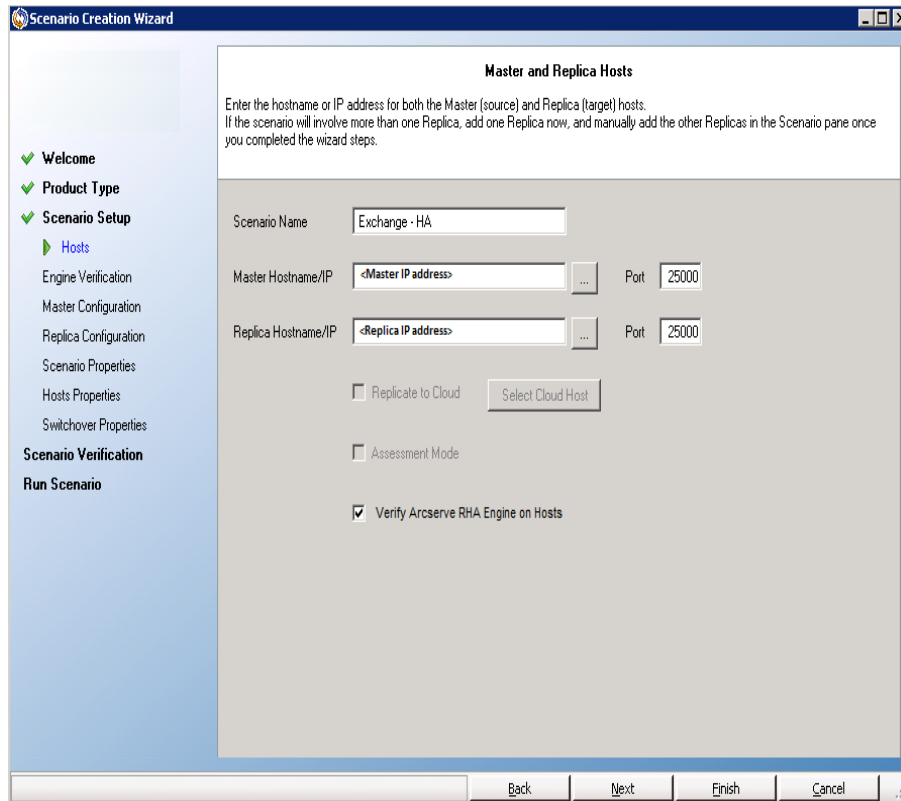 Scenario Creation Wizard
Master and Replica Hosts
Enter the hostname or IP address for both the Master (source) and Replica (target) hosts.
If the scenario will involve more than one Replica, add one Replica now, and manually add the other Replicas in the Scenario pane once
you completed the wizard steps.
Welcome
Product Type
Scenario Setup
Hosts
Engine Verification
Master Configuration
Replica Configuration
Scenario Properties
Hosts Properties
Switchover Properties
Scenario Verification
Run Scenario
Scenario Name Exchange - HA
Master Hostname/IP <Master IP address> ... Port 25000
Replica Hostname/IP <Replica IP address> ... Port 25000
Replicate to Cloud Select Cloud Host
Assessment Mode
Verify Arcserve RHA Engine on Hosts
Back Next Finish Cancel